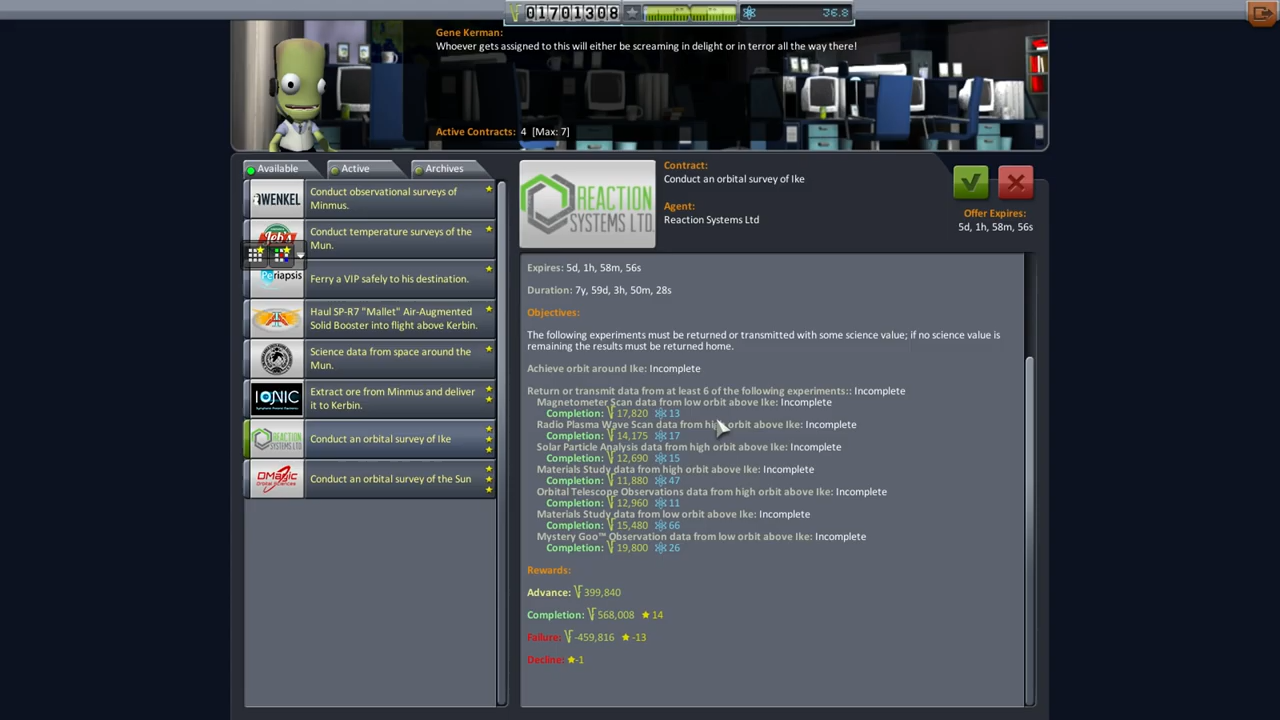 01701308
36.8
Gene Kerman:
Whoever gets assigned to this will either be screaming in delight or in terror all the way there!
Active Contracts: 4 [Max: 7]
Available
Active
Archives
Conduct observational surveys of
Minmus.
Jeb's
Conduct temperature surveys of the
Mun.
Periapsis
Ferry a VIP safely to his destination.
Haul SP-R7 "Mallet" Air-Augmented
Solid Booster into flight above Kerbin.
Science data from space around the
Mun.
IONIC
Extract ore from Minmus and deliver
it to Kerbin.
REACTION
Conduct an orbital survey of Ike
DMagic
Conduct an orbital survey of the Sun
REACTION
SYSTEMS LTD.
Contract:
Conduct an orbital survey of Ike
Agent:
Reaction Systems Ltd
Offer Expires:
5d, 1h, 58m, 56s
Expires: 5d, 1h, 58m, 56s
Duration: 7y, 59d, 3h, 50m, 28s
Objectives:
The following experiments must be returned or transmitted with some science value; if no science value is
remaining the results must be returned home.
Achieve orbit around Ike: Incomplete
Return or transmit data from at least 6 of the following experiments:: Incomplete
Magnetometer Scan data from low orbit above Ike: Incomplete
Completion: 17,820 13
Radio Plasma Wave Scan data from high orbit above Ike: Incomplete
Completion: 14,175 17
Solar Particle Analysis data from high orbit above Ike: Incomplete
Completion: 12,690 15
Materials Study data from high orbit above Ike: Incomplete
Completion: 11,880 47
Orbital Telescope Observations data from high orbit above Ike: Incomplete
Completion: 12,960 11
Materials Study data from low orbit above Ike: Incomplete
Completion: 15,480 66
Mystery Goo™ Observation data from low orbit above Ike: Incomplete
Completion: 19,800 26
Rewards:
Advance: 399,840
Completion: 568,008 14
Failure: -459,816 -13
Decline: -1